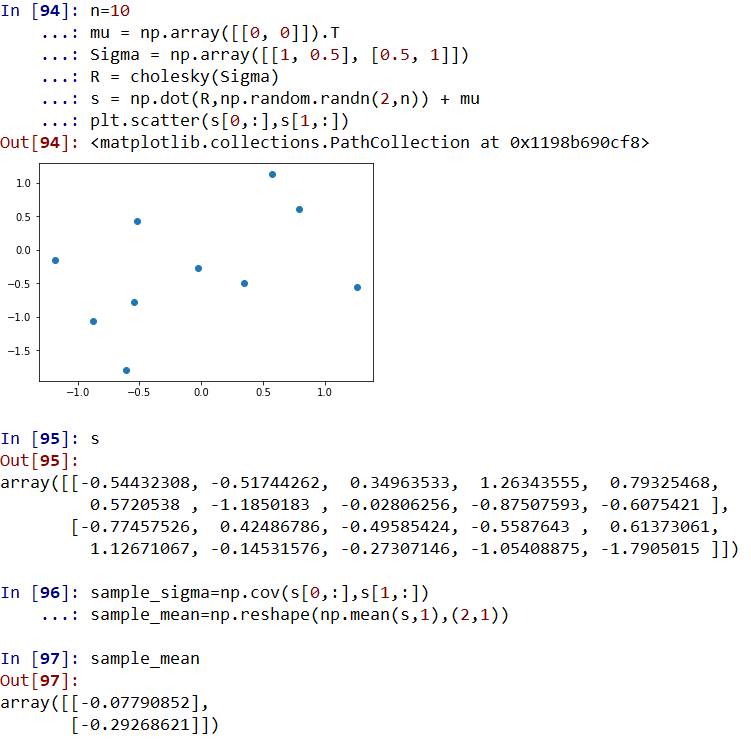 In [94]: n=10
    ...: mu = np.array([[0, 0]]).T
    ...: Sigma = np.array([[1, 0.5], [0.5, 1]])
    ...: R = cholesky(Sigma)
    ...: s = np.dot(R,np.random.randn(2,n)) + mu
    ...: plt.scatter(s[0,:],s[1,:])
Out[94]: <matplotlib.collections.PathCollection at 0x1198b690cf8>
1.0
0.5
0.0
−0.5
−1.0
−1.5
−1.0 −0.5 0.0 0.5 1.0
In [95]: s
Out[95]:
array([[-0.54432308, -0.51744262,  0.34963533,  1.26343555,  0.79325468,
         0.5720538 , -1.1850183 , -0.02806256, -0.87507593, -0.6075421 ],
       [-0.77457526,  0.42486786, -0.49585424, -0.5587643 ,  0.61373061,
         1.12671067, -0.14531576, -0.27307146, -1.05408875, -1.7905015 ]])
In [96]: sample_sigma=np.cov(s[0,:],s[1,:])
    ...: sample_mean=np.reshape(np.mean(s,1),(2,1))
In [97]: sample_mean
Out[97]:
array([[-0.07790852],
       [-0.29268621]])